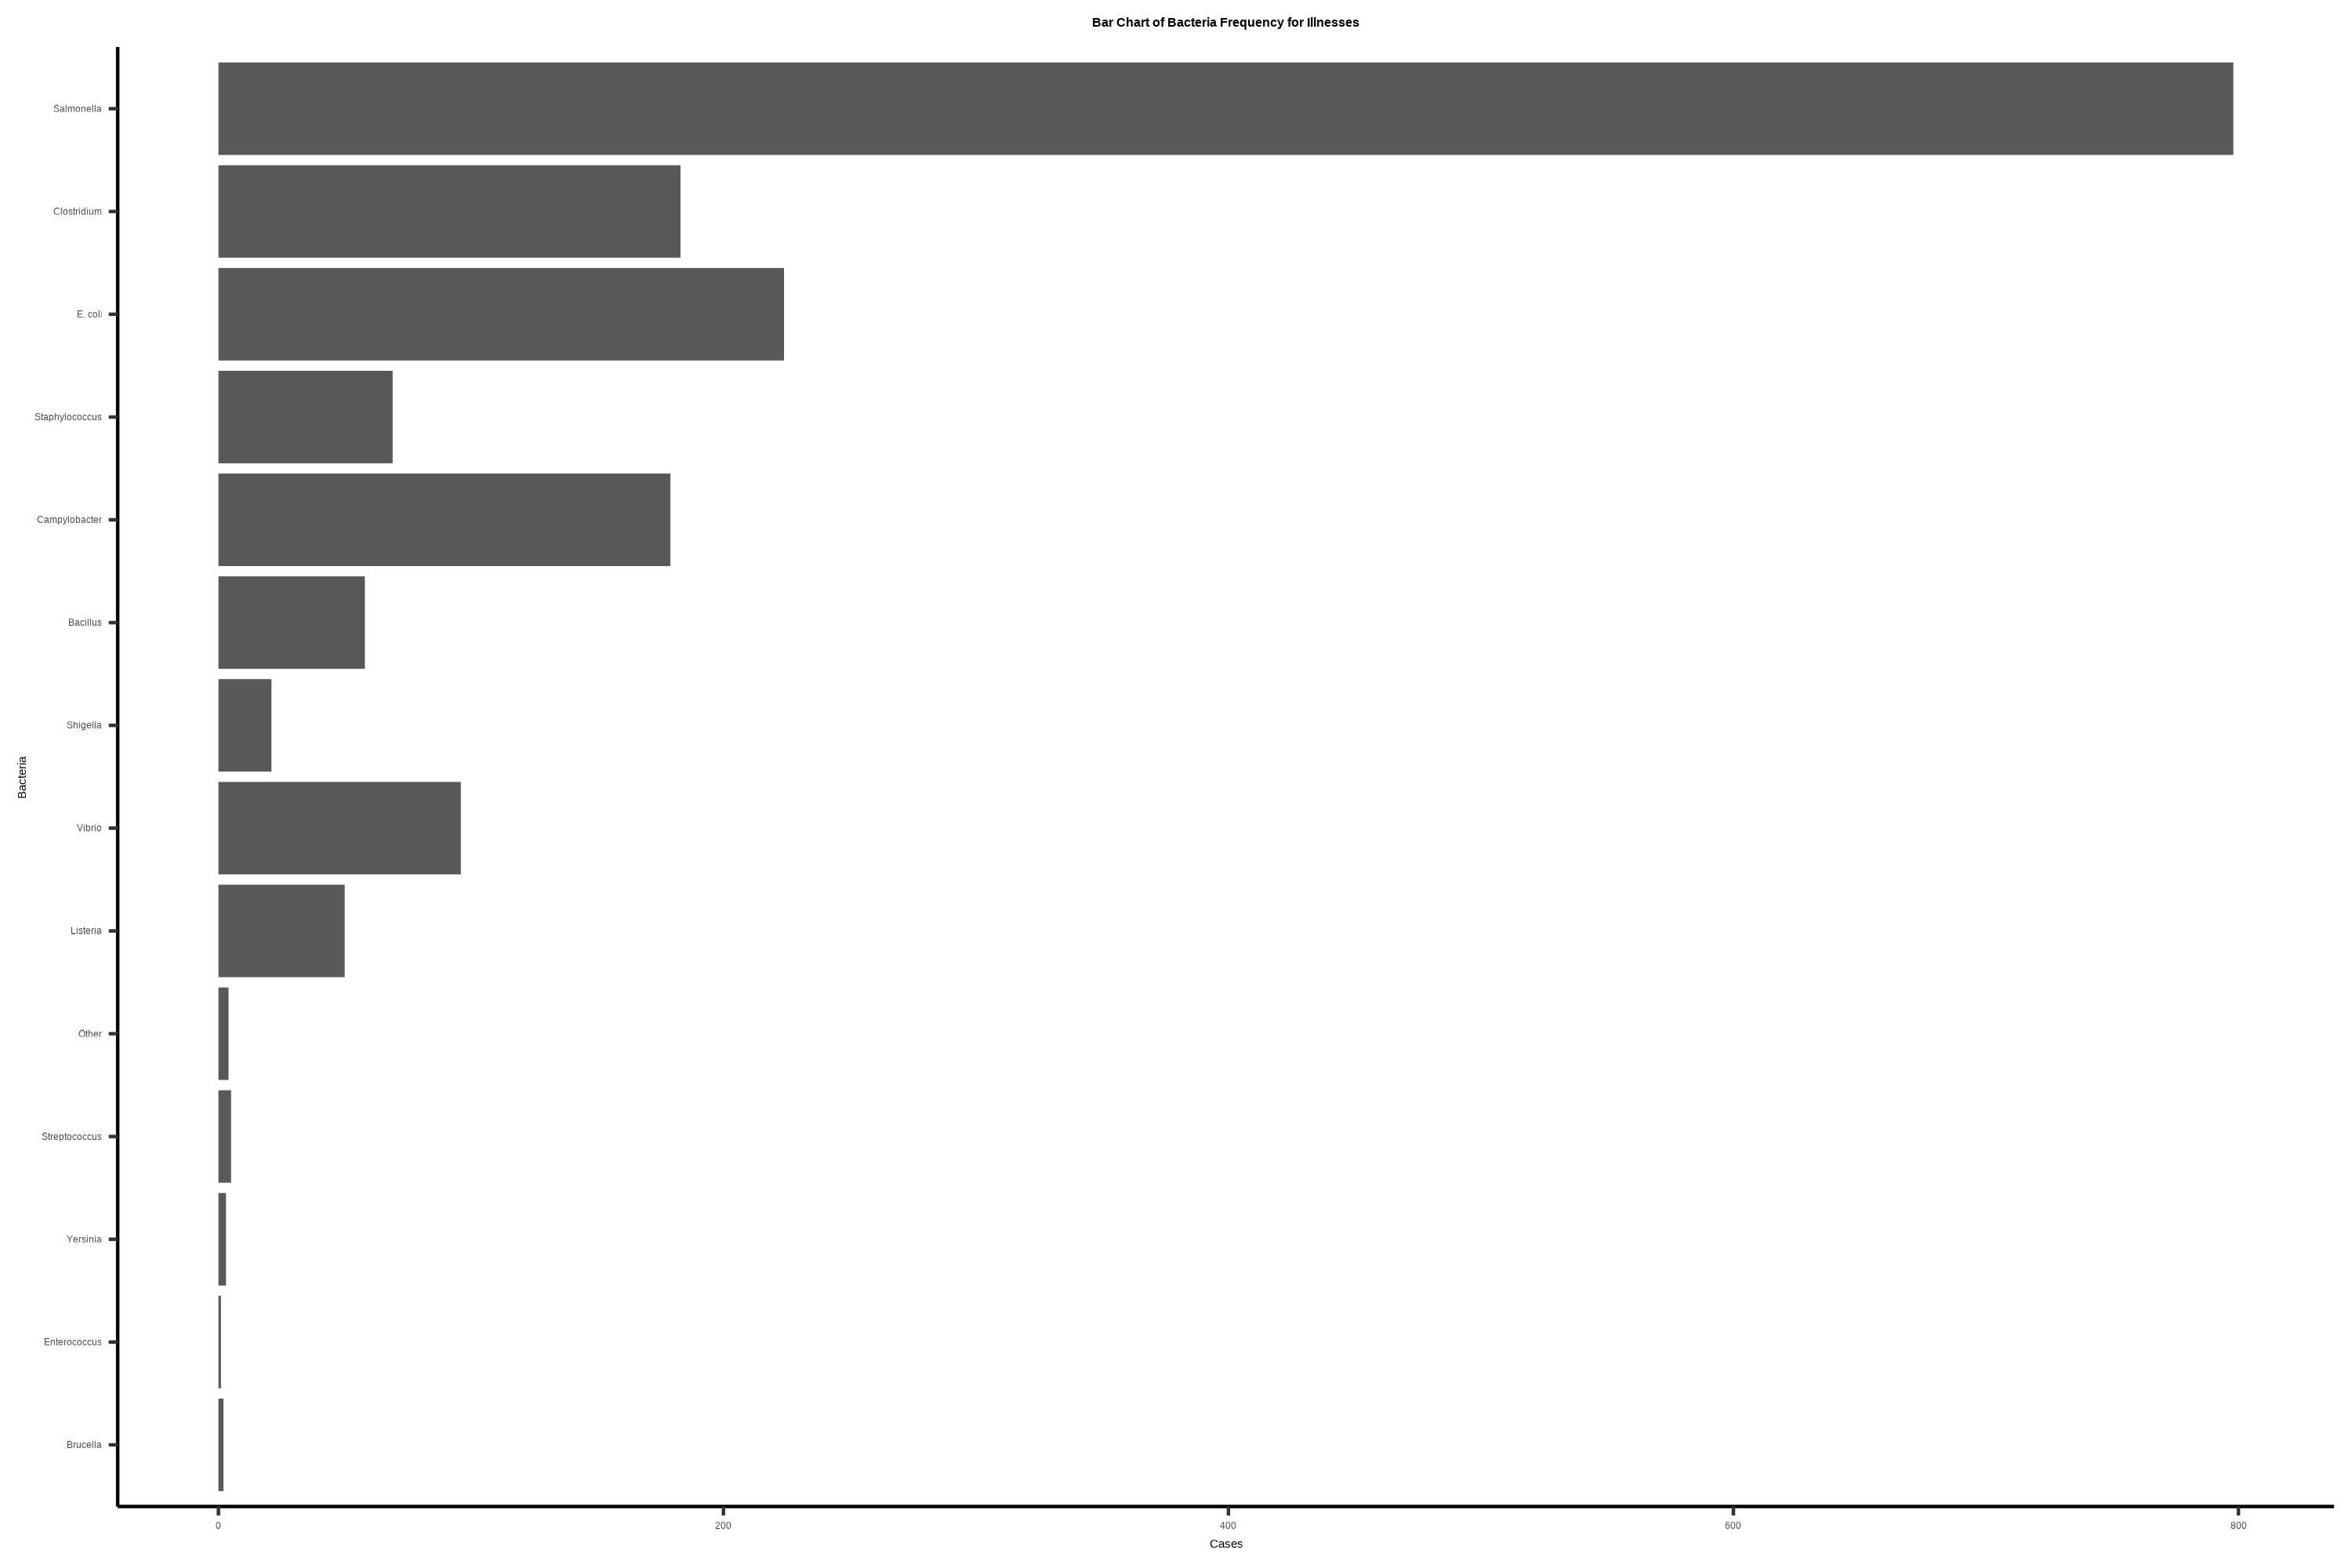 Bar Chart of Bacteria Frequency for Illnesses
Salmonella
Clostridium
E. coli
Staphylococcus
Campylobacter
Bacillus
Shigella
Bacteria
Vibrio
Listeria
Other
Streptococcus
Yersinia
Enterococcus
Brucella
0 200 400 600 800
Cases